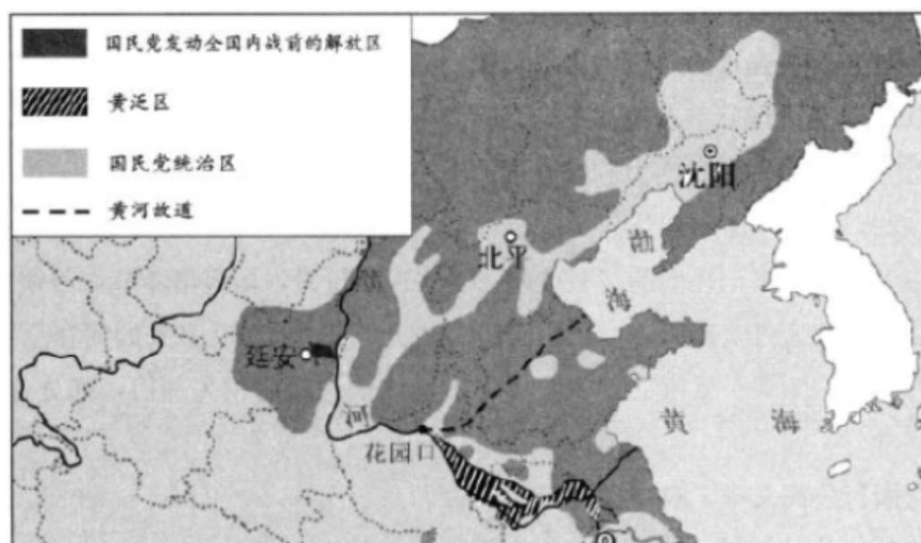 国民党发动全国内战前的解放区
黄泛区
国民党统治区
黄河故道
沈阳
北平
渤海
延安
河
花园口
黄海